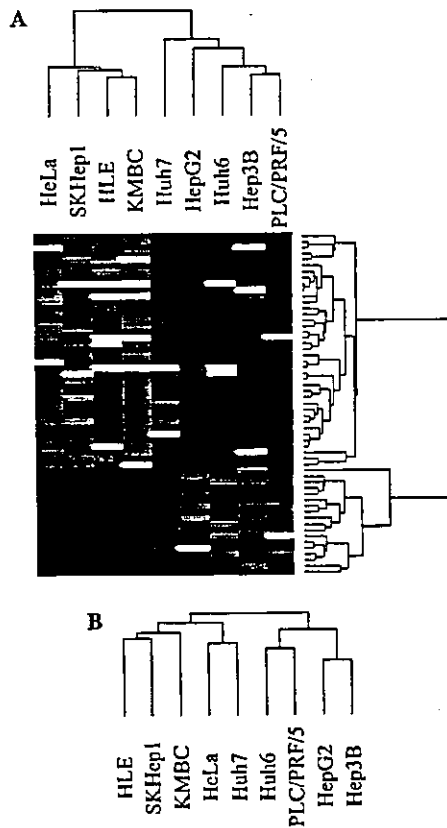 A
HeLa
SKHep1
HLE
KMBC
Huh7
HepG2
Huh6
Hep3B
PLC/PRF/5
B
HLE
SKHep1
KMBC
HeLa
Huh7
Huh6
PLC/PRF/5
HepG2
Hep3B